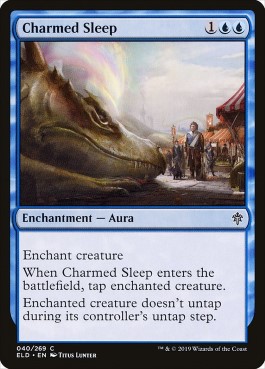 Charmed Sleep 1
Enchantment — Aura
Enchant creature
When Charmed Sleep enters the
battlefield, tap enchanted creature.
Enchanted creature doesn't untap
during its controller's untap step.
040/269 C
ELD • EN Titus Lunter
™ & © 2019 Wizards of the Coast